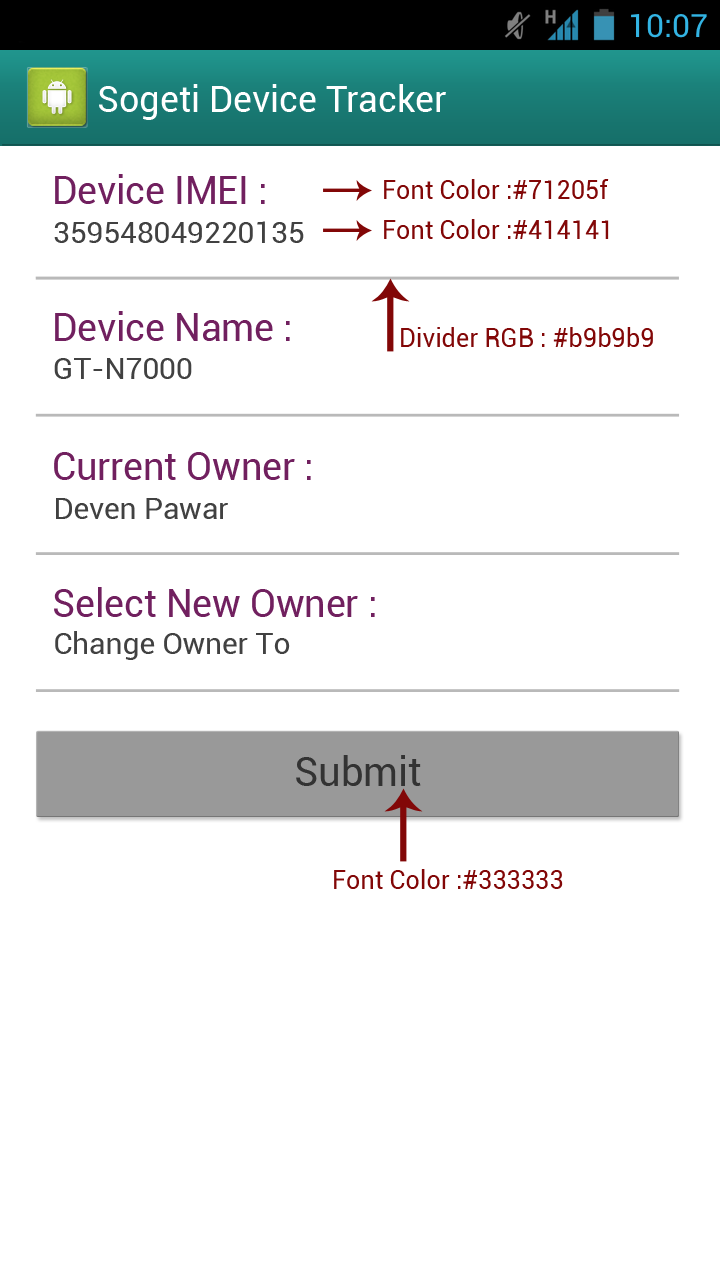 H 10:07
Sogeti Device Tracker
Device IMEI : Font Color :#71205f
359548049220135 Font Color :#414141
Device Name : Divider RGB : #b9b9b9
GT-N7000
Current Owner :
Deven Pawar
Select New Owner :
Change Owner To
Submit
Font Color :#333333